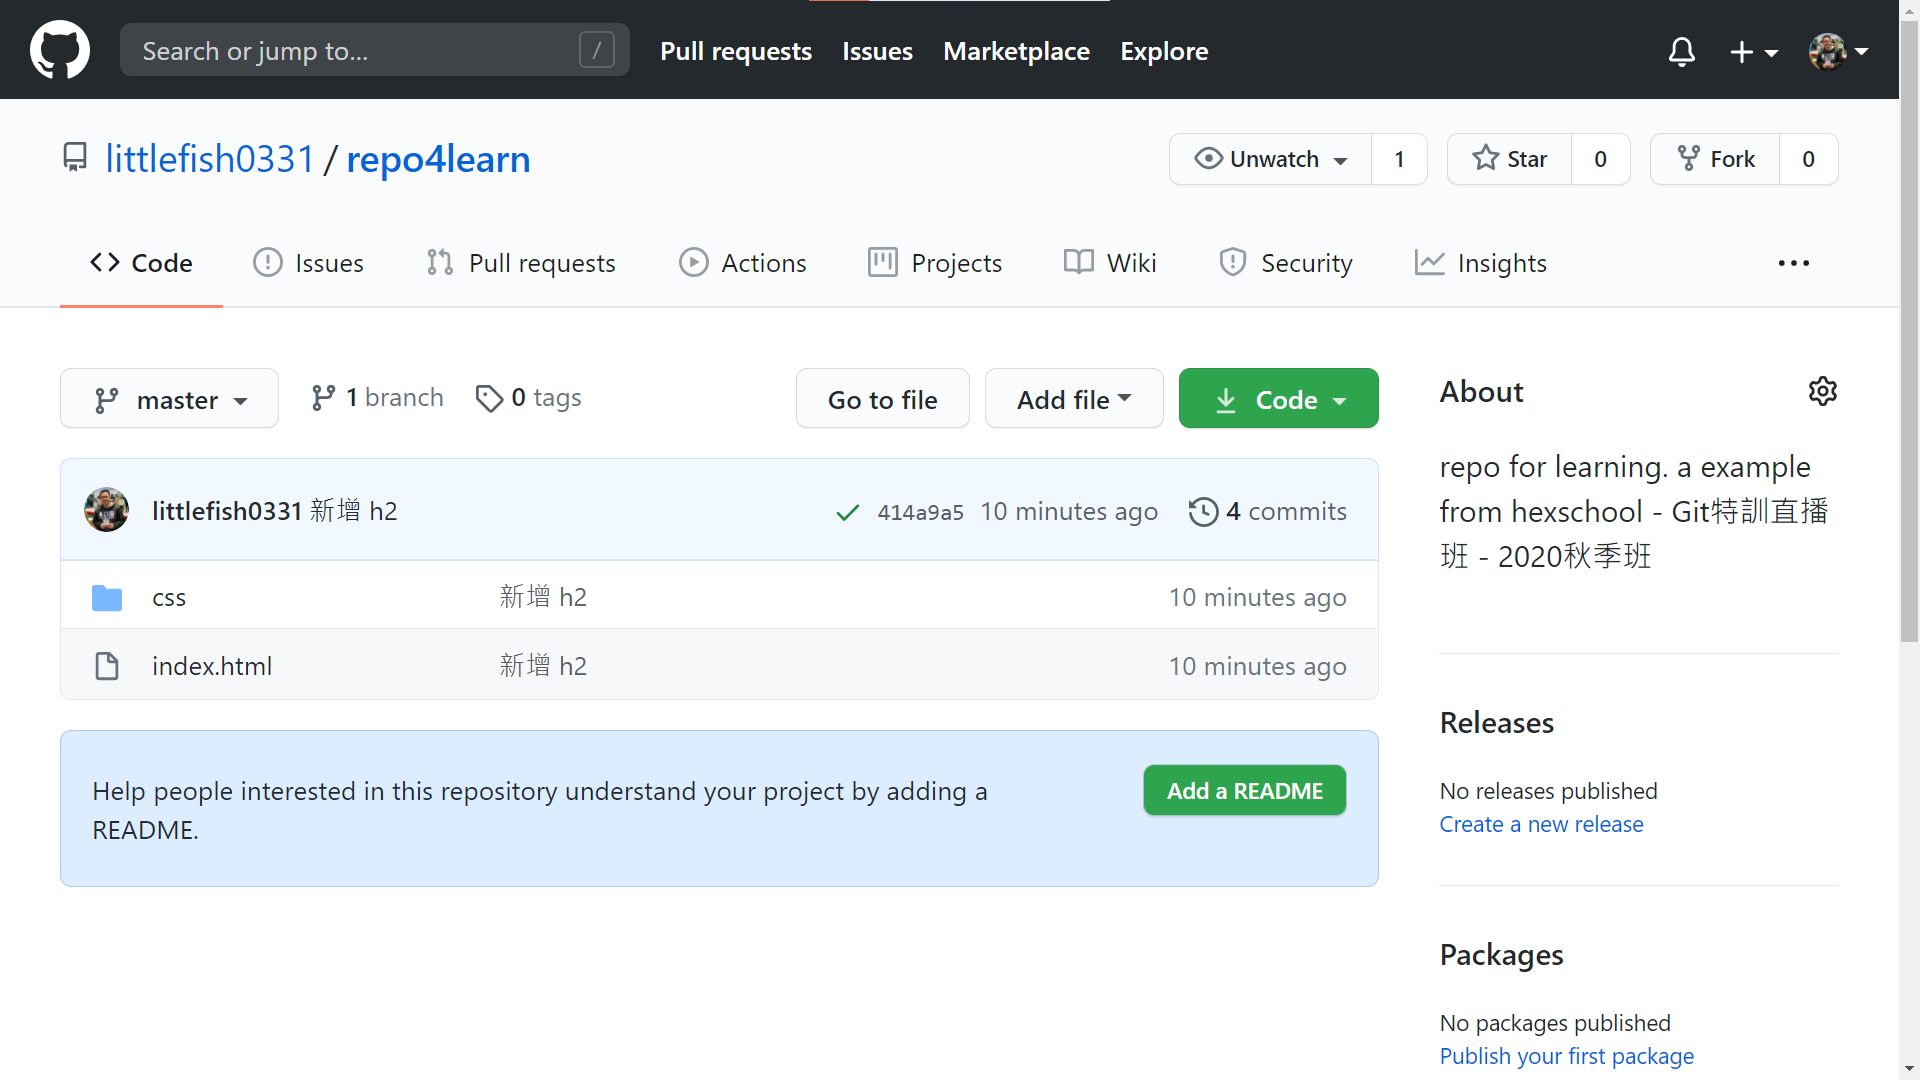 Search or jump to... /
Pull requests Issues Marketplace Explore
littlefish0331 / repo4learn
Unwatch 1 Star 0 Fork 0
Code Issues Pull requests Actions Projects Wiki Security Insights
master 1 branch 0 tags Go to file Add file Code
littlefish0331 新增 h2 414a9a5 10 minutes ago 4 commits
css 新增 h2 10 minutes ago
index.html 新增 h2 10 minutes ago
Help people interested in this repository understand your project by adding a
README.
Add a README
About
repo for learning. a example
from hexschool - Git特訓直播
班 - 2020秋季班
Releases
No releases published
Create a new release
Packages
No packages published
Publish your first package